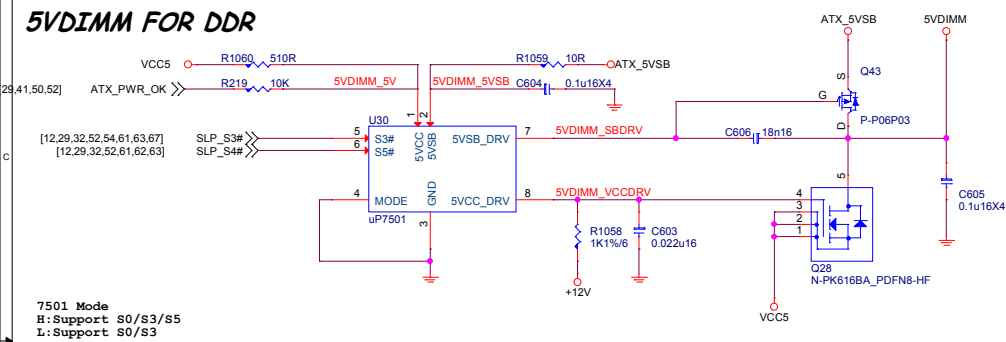 5VDIMM FOR DDR
ATX_5VSB
5VDIMM
VCC5
R1060
510R
R1059
10R
ATX_5VSB
29,41,50,52]
ATX_PWR_OK
R219
10K
5VDIMM_5V
5VDIMM_5VSB
C604
0.1u16X4
Q43
S
G
D
P-P06P03
U30
1
2
[12,29,32,52,54,61,63,67]
SLP_S3#
5
S3#
5VCC
5VSB
5VSB_DRV
7
5VDIMM_SBDRV
C606
18n16
[12,29,32,52,61,62,63]
SLP_S4#
6
S5#
C
5
4
MODE
GND
5VCC_DRV
8
5VDIMM_VCCDRV
4
3
2
1
uP7501
3
C605
0.1u16X4
R1058
1K1%/6
C603
0.022u16
Q28
N-PK616BA_PDFN8-HF
+12V
VCC5
7501 Mode
H:Support S0/S3/S5
L:Support S0/S3